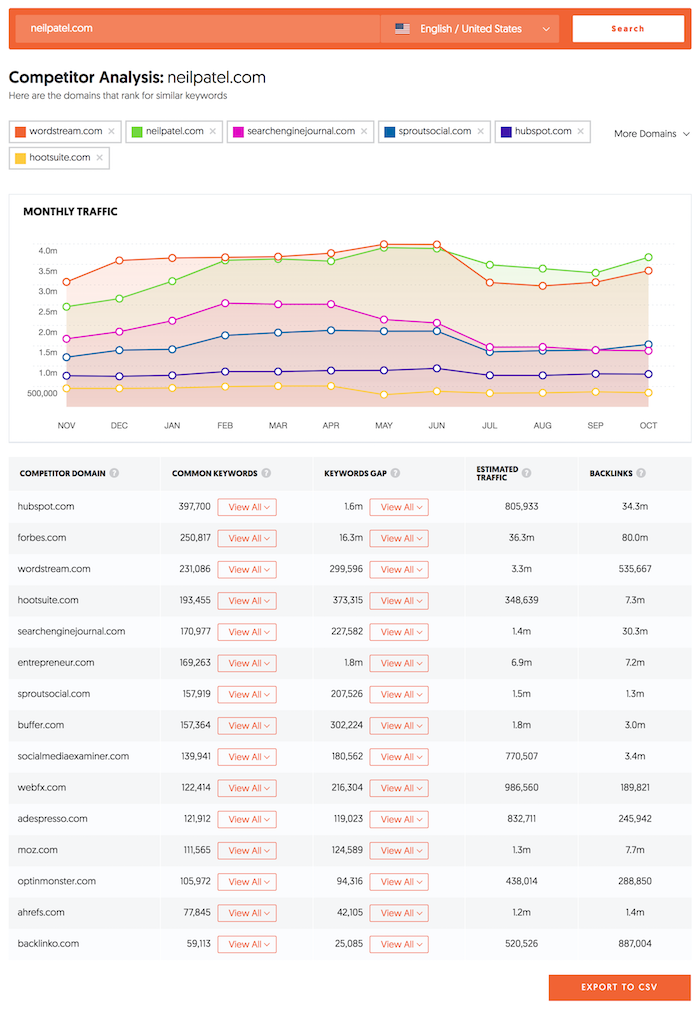 neilpatel.com English / United States Search
Competitor Analysis: neilpatel.com
Here are the domains that rank for similar keywords
wordstream.com × neilpatel.com × searchenginejournal.com × sproutsocial.com × hubspot.com × More Domains
hootsuite.com ×
MONTHLY TRAFFIC
4.0m
3.5m
3.0m
2.5m
2.0m
1.5m
1.0m
500,000
NOV DEC JAN FEB MAR APR MAY JUN JUL AUG SEP OCT
COMPETITOR DOMAIN ? COMMON KEYWORDS ? KEYWORDS GAP ? ESTIMATED TRAFFIC ? BACKLINKS ?
hubspot.com 397,700 View All 1.6m View All 805,933 34.3m
forbes.com 250,817 View All 16.3m View All 36.3m 80.0m
wordstream.com 231,086 View All 299,596 View All 3.3m 535,667
hootsuite.com 193,455 View All 373,315 View All 348,639 7.3m
searchenginejournal.com 170,977 View All 227,582 View All 1.4m 30.3m
entrepreneur.com 169,263 View All 1.8m View All 6.9m 7.2m
sproutsocial.com 157,919 View All 207,526 View All 1.5m 1.3m
buffer.com 157,364 View All 302,224 View All 1.8m 3.0m
socialmediaexaminer.com 139,941 View All 180,562 View All 770,507 3.4m
webfx.com 122,414 View All 216,304 View All 986,560 189,821
adespresso.com 121,912 View All 119,023 View All 832,711 245,942
moz.com 111,565 View All 124,589 View All 1.3m 7.7m
optinmonster.com 105,972 View All 94,316 View All 438,014 288,850
ahrefs.com 77,845 View All 42,105 View All 1.2m 1.4m
backlinko.com 59,113 View All 25,085 View All 520,526 887,004
EXPORT TO CSV